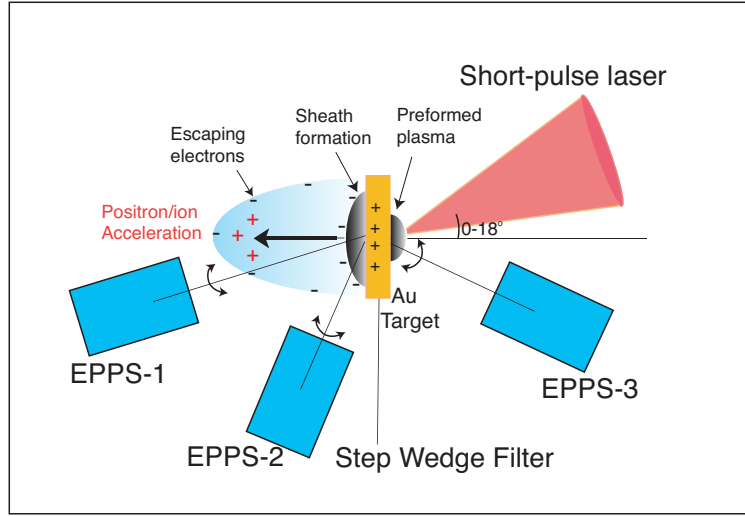 Short-pulse laser
Sheath
formation
Preformed
plasma
Escaping
electrons
Positron/ion
Acceleration
- - - - - - - - -
+ + + +
+ + + +
0-18°
Au
Target
EPPS-1
EPPS-2
EPPS-3
Step Wedge Filter